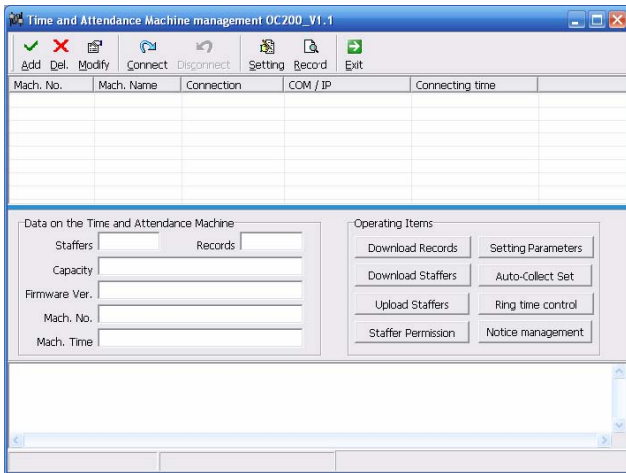 Time and Attendance Machine management OC200_V1.1
Add Del. Modify Connect Disconnect Setting Record Exit
Mach. No. Mach. Name Connection COM / IP Connecting time
Data on the Time and Attendance Machine
Staffers Records
Capacity
Firmware Ver.
Mach. No.
Mach. Time
Operating Items
Download Records Setting Parameters
Download Staffers Auto-Collect Set
Upload Staffers Ring time control
Staffer Permission Notice management